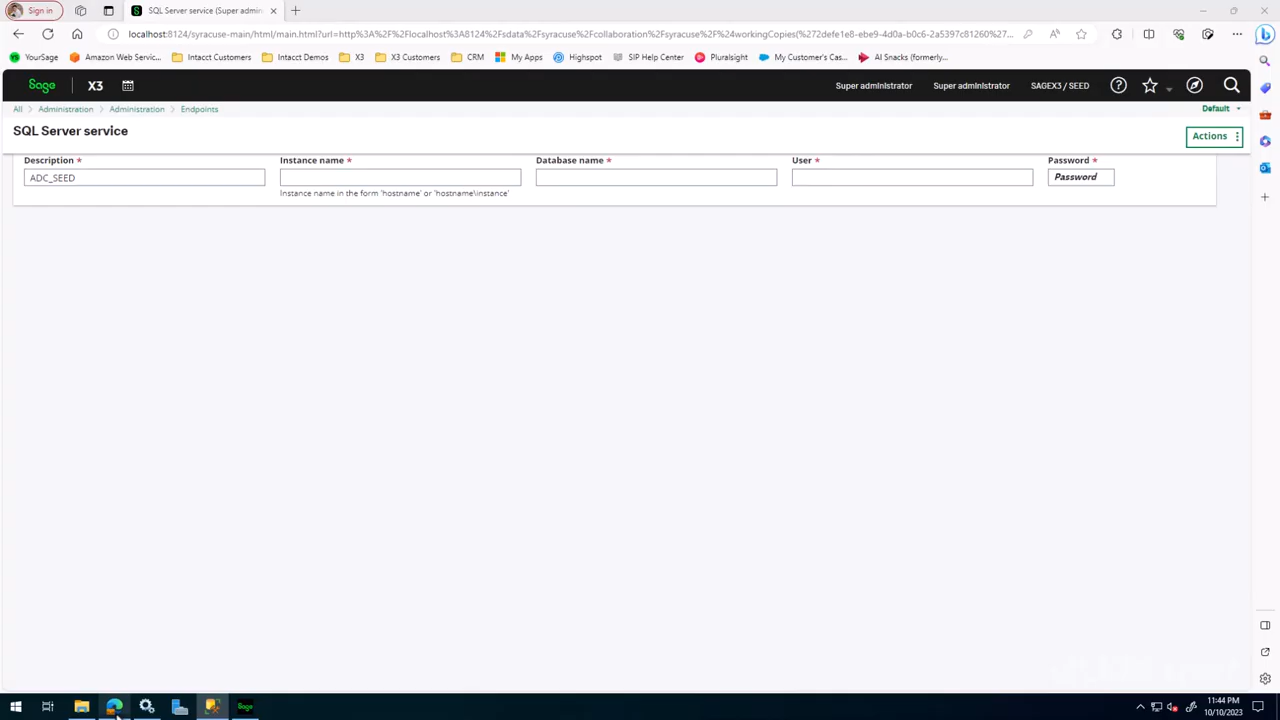 Sign in
SQL Server service (Super admin
localhost:8124/syracuse-main/html/main.html?url=http%3A%2F%2Flocalhost%3A8124%2Fsdata%2Fsyracuse%2Fcollaboration%2Fsyracuse%2F%24workingCopies(%272defe1e8-ebe9-4d0a-b0c6-2a5397c81260%27...
YourSage
Amazon Web Servic...
Intacct Customers
Intacct Demos
X3
X3 Customers
CRM
My Apps
Highspot
SIP Help Center
Pluralsight
My Customer's Cas...
AI Snacks (formerly...
Sage X3
Super administrator
Super administrator
SAGEX3 / SEED
All
Administration
Administration
Endpoints
Default
SQL Server service
Actions
Description *
Instance name *
Database name *
User *
Password *
ADC_SEED
Password
Instance name in the form 'hostname' or 'hostname\instance'
Sage
11:44 PM
10/10/2023